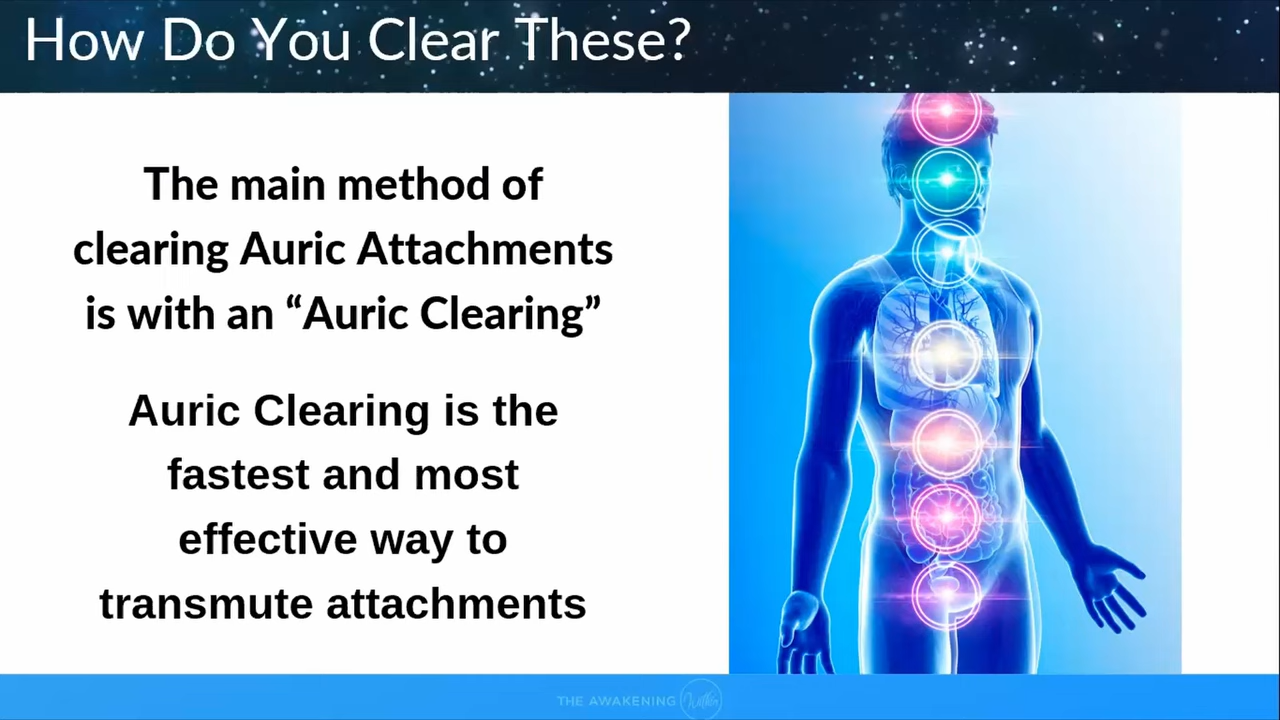 How Do You Clear These?
The main method of
clearing Auric Attachments
is with an “Auric Clearing”
Auric Clearing is the
fastest and most
effective way to
transmute attachments
THE AWAKENING Within